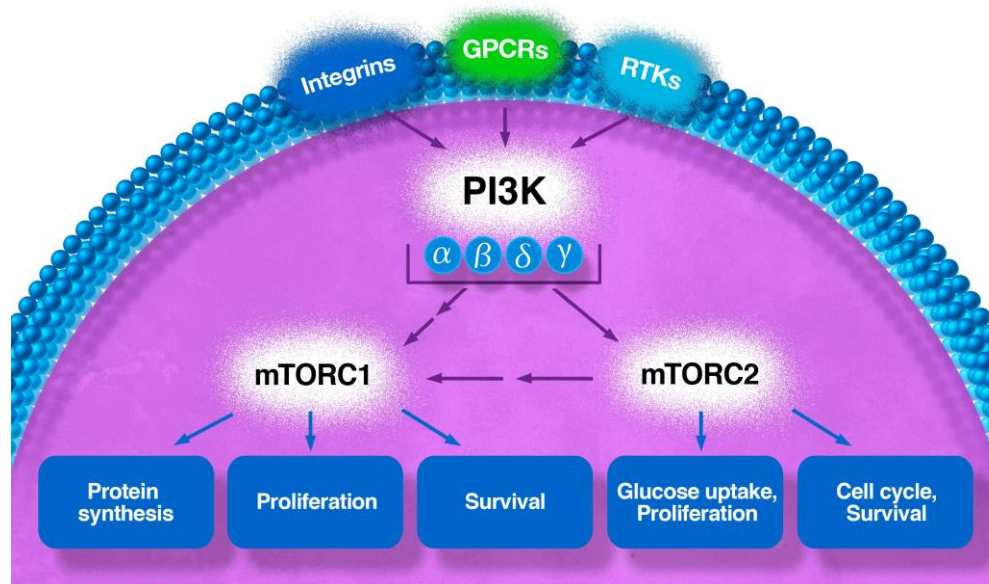 Integrins
GPCRs
RTKs
PI3K
α β δ γ
mTORC1
mTORC2
Protein
synthesis
Proliferation
Survival
Glucose uptake,
Proliferation
Cell cycle,
Survival